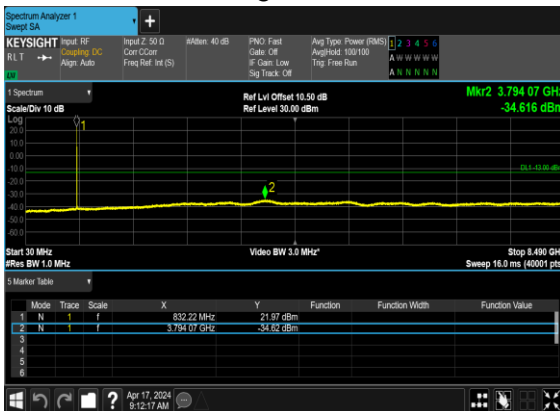 Spectrum Analyzer 1
Swept SA
KEYSIGHT Input: RF Input Z: 50 Ω #Atten: 40 dB PNO: Fast Avg Type: Power (RMS) 1 2 3 4 5 6
RLT Coupling: DC Corr CCorr Gate: Off Avg|Hold: 100/100 A W W W W W
Align: Auto Freq Ref: Int (S) IF Gain: Low Trig: Free Run
Sig Track: Off A N N N N N
1 Spectrum Ref Lvl Offset 10.50 dB Mkr2 3.794 07 GHz
Scale/Div 10 dB Ref Level 30.00 dBm -34.616 dBm
Log
20.0 1
10.0
0.00
-10.0 DL1 -13.00 dBm
-20.0
-30.0 2
-40.0
-50.0
-60.0
Start 30 MHz Video BW 3.0 MHz* Stop 8.490 GHz
#Res BW 1.0 MHz Sweep 16.0 ms (40001 pts
5 Marker Table
Mode Trace Scale X Y Function Function Width Function Value
1 N 1 f 832.22 MHz 21.97 dBm
2 N 1 f 3.794 07 GHz -34.62 dBm
3
4
5
6
? Apr 17, 2024
9:12:17 AM